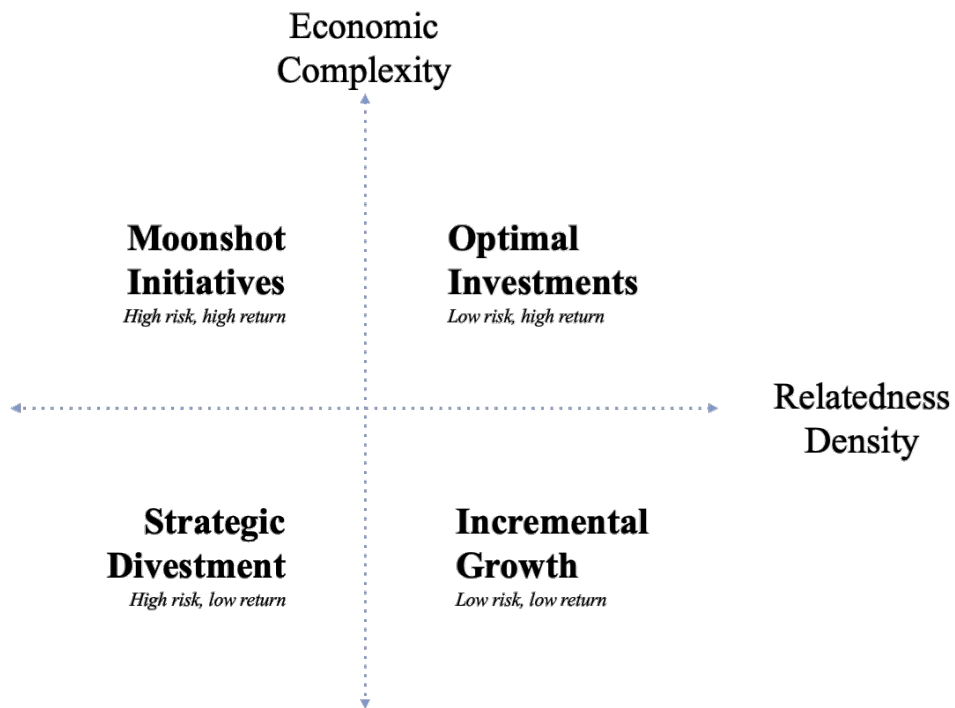 Economic
Complexity
Moonshot
Initiatives
High risk, high return
Optimal
Investments
Low risk, high return
Relatedness
Density
Strategic
Divestment
High risk, low return
Incremental
Growth
Low risk, low return